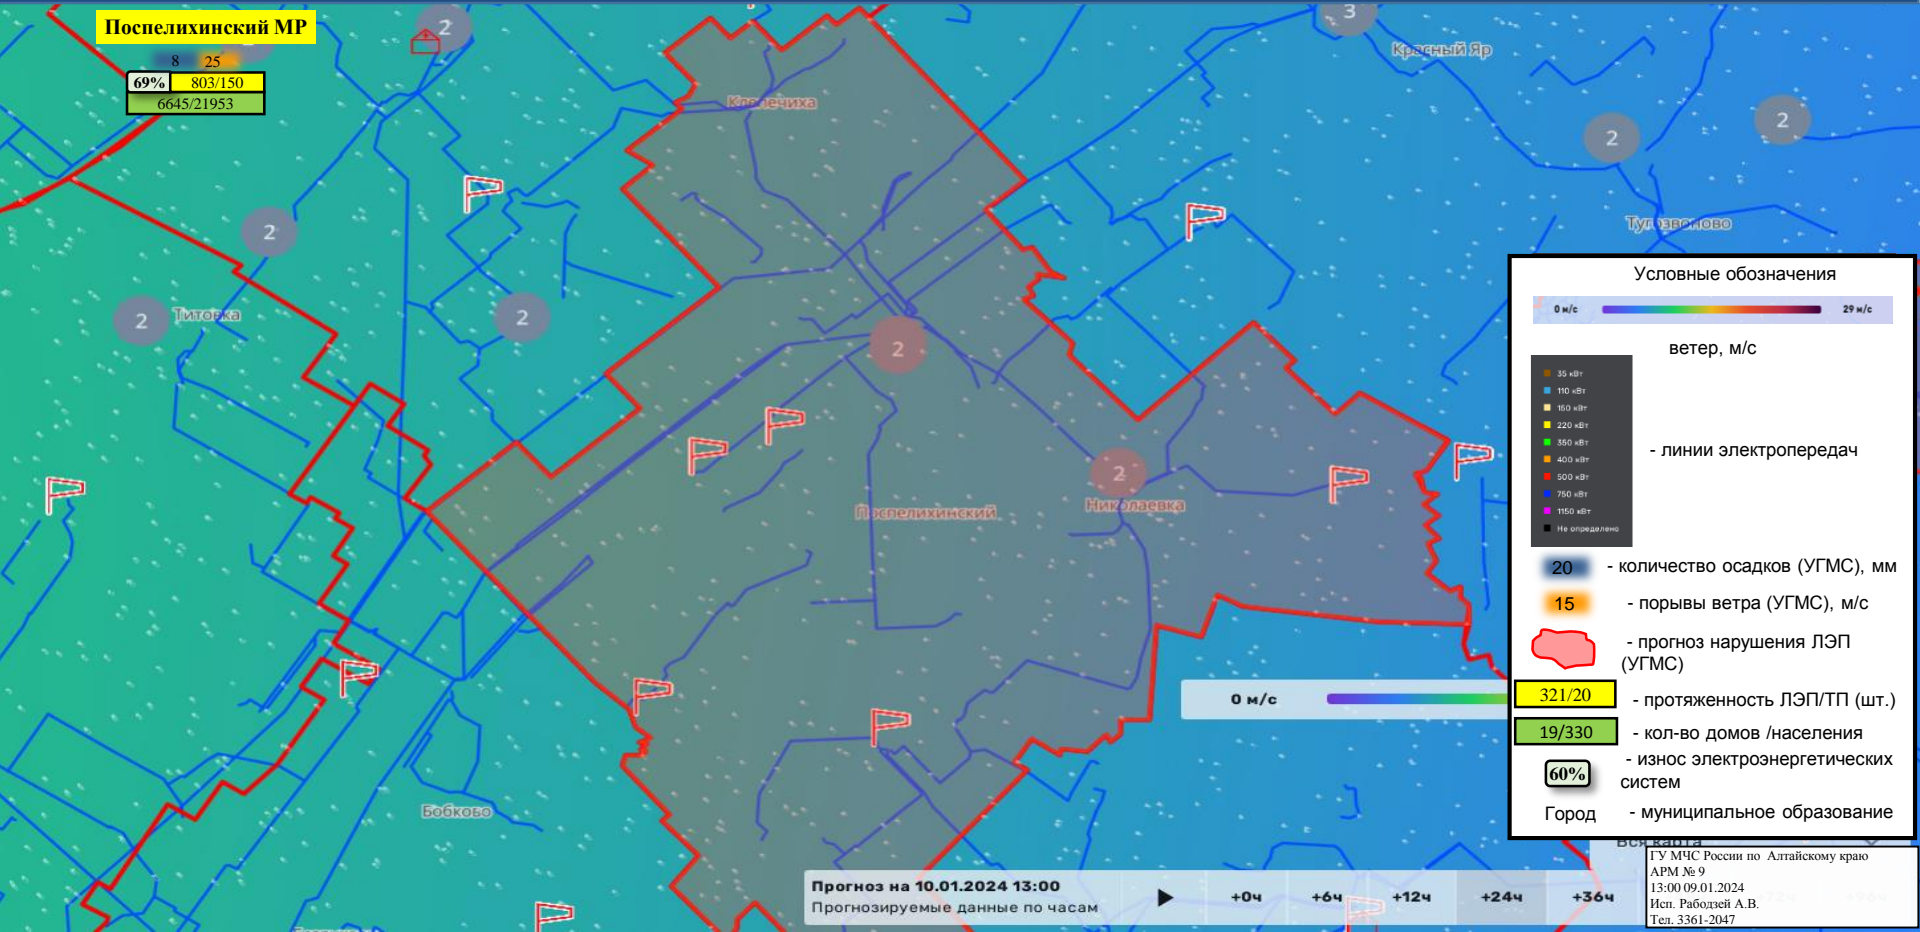 Поспелихинский МР
8 25
69% 803/150
6645/21953
2
3
Красный Яр
Клепечиха
2
2
Тугозвоново
2
2
Титовка
2
2
2
Николаевка
Поспелихинский
Бобково
0 м/с
Условные обозначения
0 м/с 29 м/с
ветер, м/с
35 кВт
110 кВт
150 кВт
220 кВт
350 кВт
400 кВт
500 кВт
750 кВт
1150 кВт
Не определено
- линии электропередач
20 - количество осадков (УГМС), мм
15 - порывы ветра (УГМС), м/с
- прогноз нарушения ЛЭП
(УГМС)
321/20 - протяженность ЛЭП/ТП (шт.)
19/330 - кол-во домов /населения
60% - износ электроэнергетических
систем
Город - муниципальное образование
Вся карта
Прогноз на 10.01.2024 13:00
Прогнозируемые данные по часам
+0ч +6ч +12ч +24ч +36ч
ГУ МЧС России по Алтайскому краю
АРМ № 9
13:00 09.01.2024
Исп. Рабодзей А.В.
Тел. 3361-2047